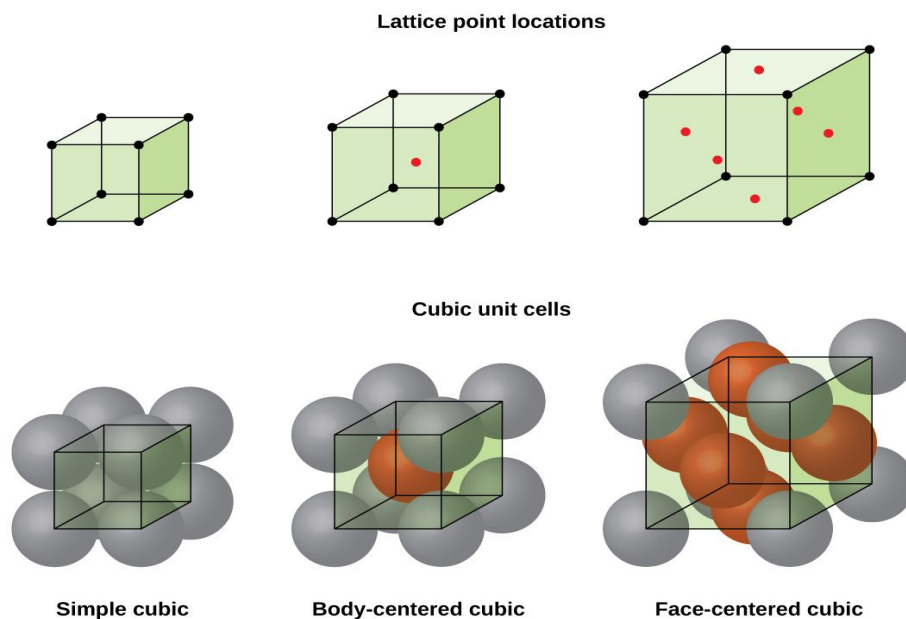 Lattice point locations
Cubic unit cells
Simple cubic
Body-centered cubic
Face-centered cubic